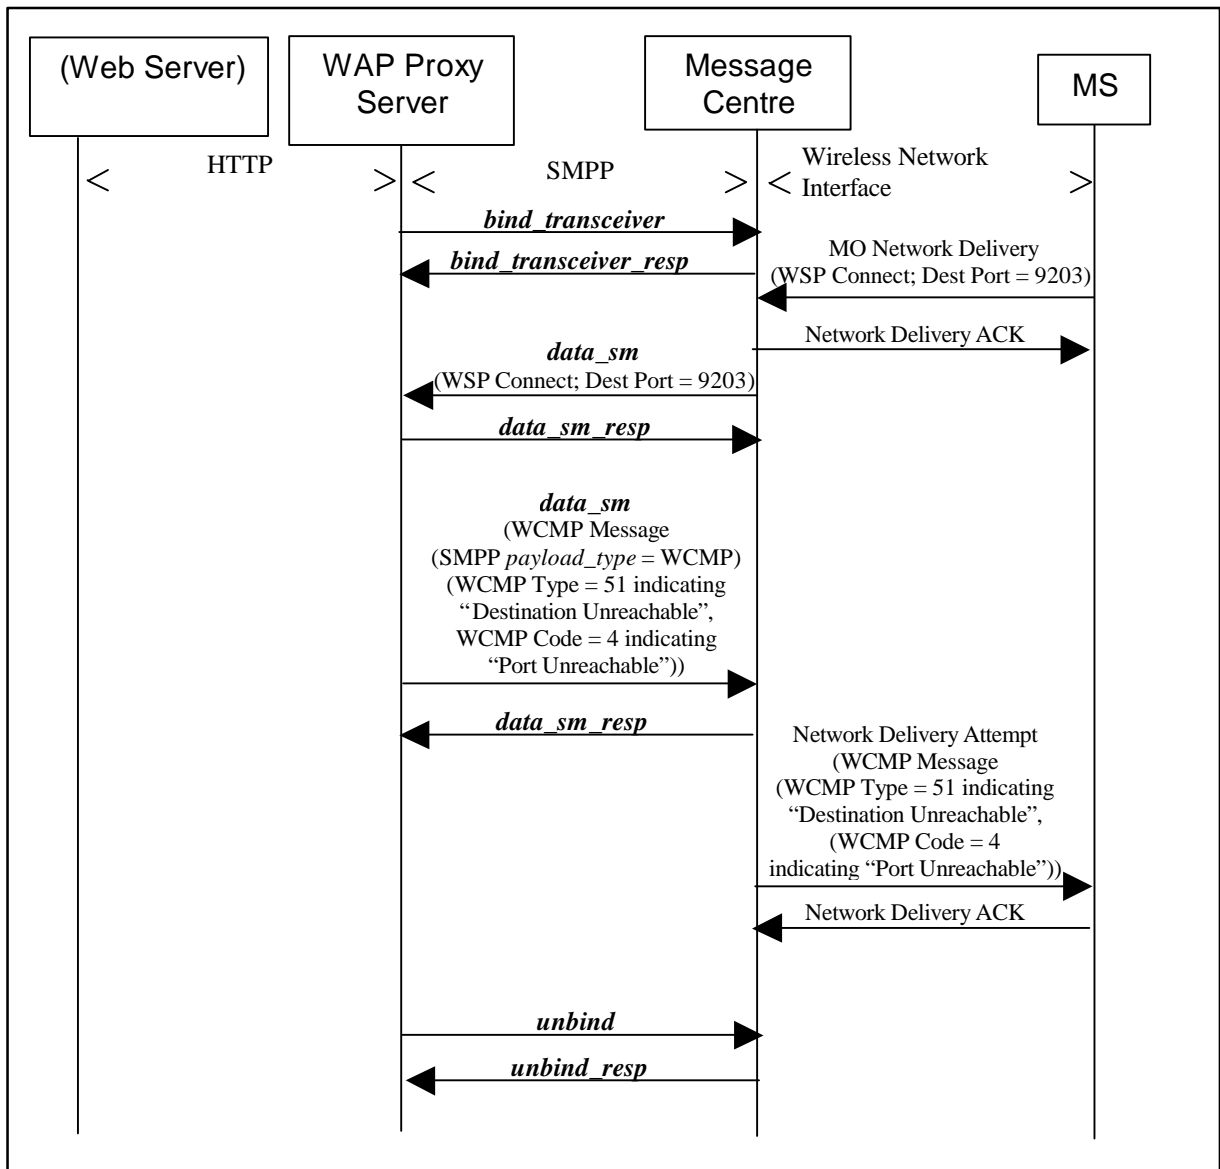 (Web Server)
WAP Proxy
Server
Message
Centre
MS
HTTP
SMPP
Wireless Network
Interface
bind_transceiver
bind_transceiver_resp
MO Network Delivery
(WSP Connect; Dest Port = 9203)
Network Delivery ACK
data_sm
(WSP Connect; Dest Port = 9203)
data_sm_resp
data_sm
(WCMP Message
(SMPP payload_type = WCMP)
(WCMP Type = 51 indicating
“Destination Unreachable”,
WCMP Code = 4 indicating
“Port Unreachable”))
data_sm_resp
Network Delivery Attempt
(WCMP Message
(WCMP Type = 51 indicating
“Destination Unreachable”,
(WCMP Code = 4
indicating “Port Unreachable”))
Network Delivery ACK
unbind
unbind_resp